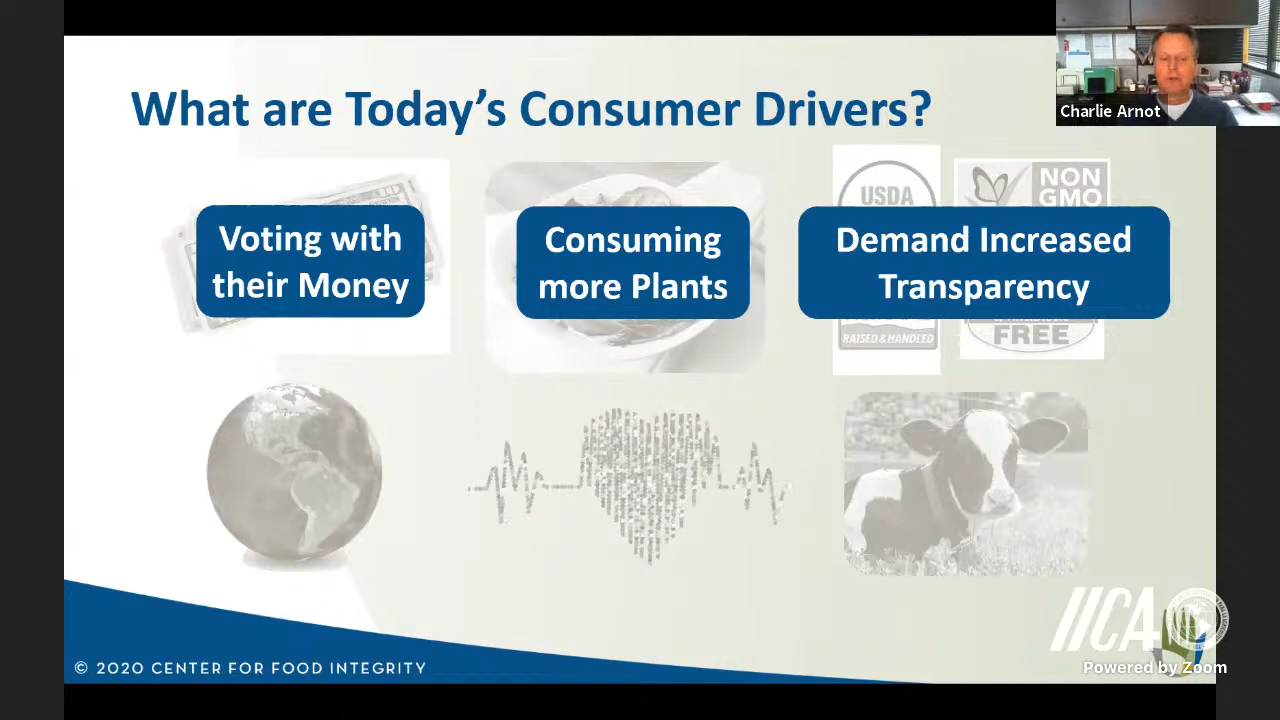 What are Today's Consumer Drivers?
Charlie Arnot
10
USDA
NON
GMO
Voting with
their Money
Consuming
more Plants
Demand Increased
Transparency
RAISED & HANDLED
FREE
IICA
© 2020 CENTER FOR FOOD INTEGRITY
Powered by Zoom